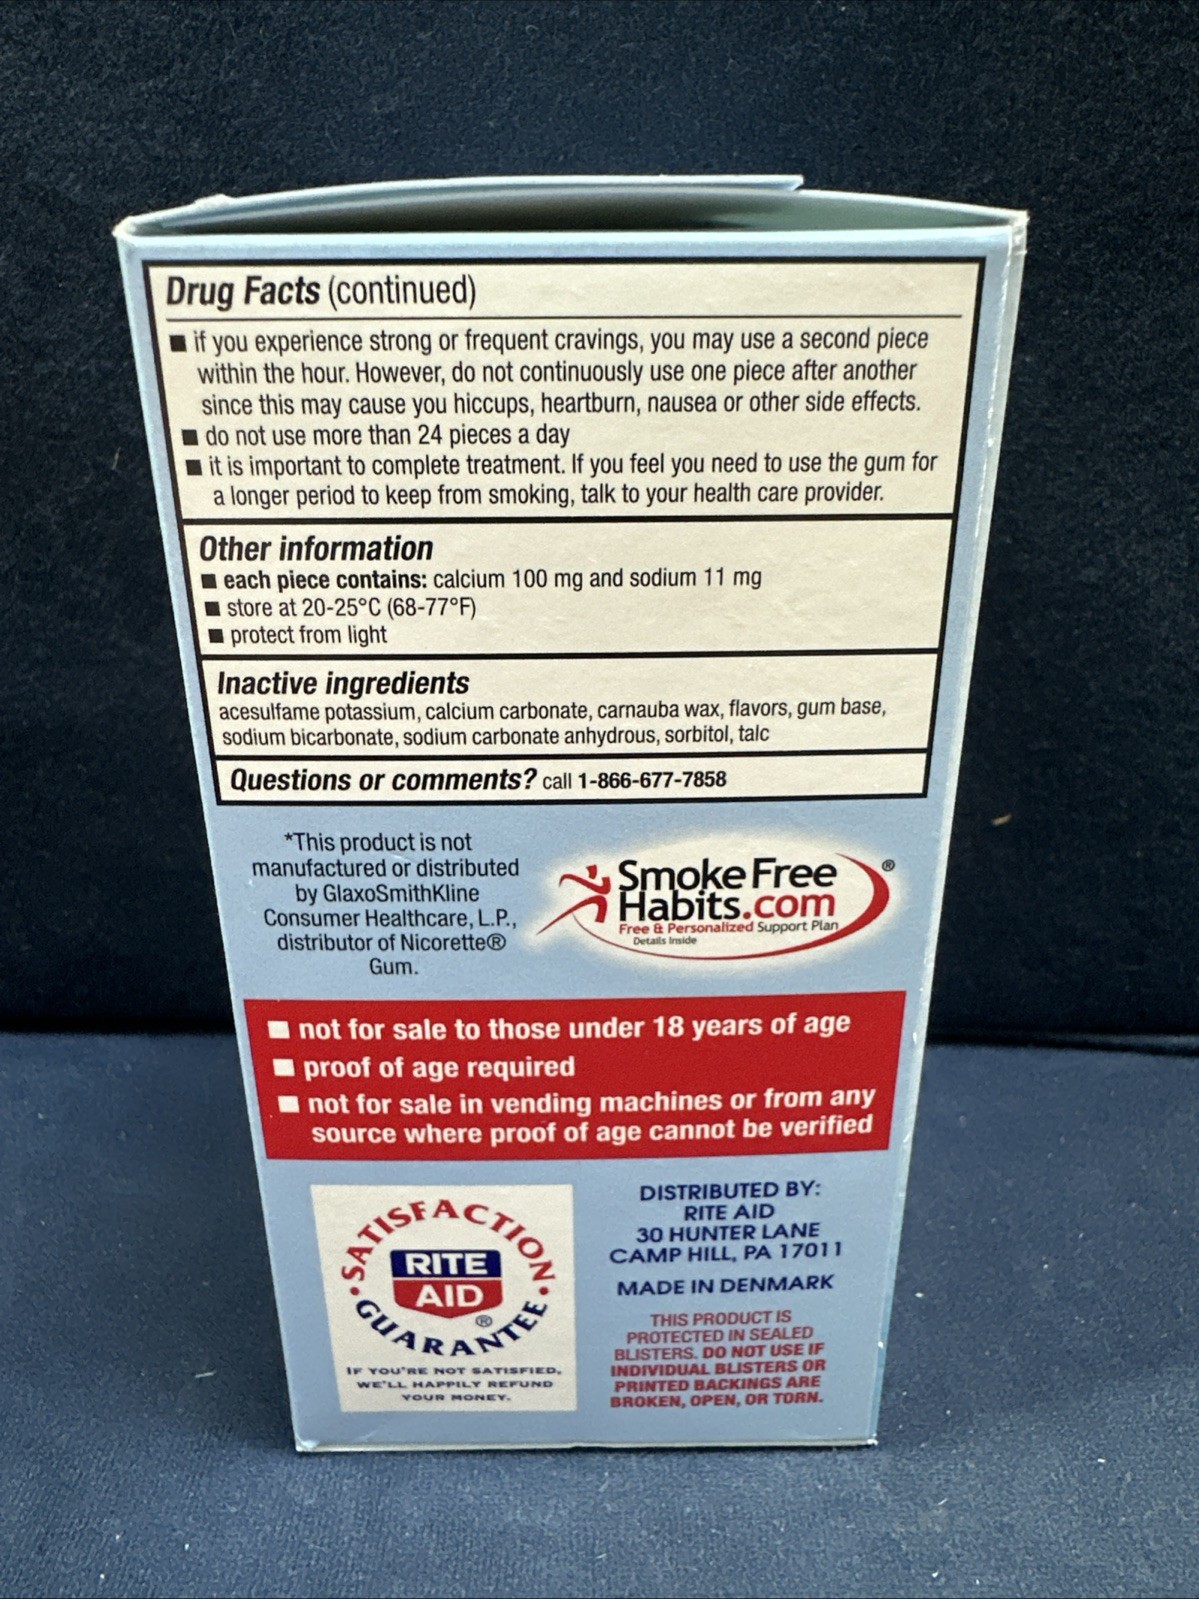 Drug Facts (continued)
■ if you experience strong or frequent cravings, you may use a second piece
within the hour. However, do not continuously use one piece after another
since this may cause you hiccups, heartburn, nausea or other side effects.
■ do not use more than 24 pieces a day
■ it is important to complete treatment. If you feel you need to use the gum for
a longer period to keep from smoking, talk to your health care provider.
Other information
■ each piece contains: calcium 100 mg and sodium 11 mg
■ store at 20-25°C (68-77°F)
■ protect from light
Inactive ingredients
acesulfame potassium, calcium carbonate, carnauba wax, flavors, gum base,
sodium bicarbonate, sodium carbonate anhydrous, sorbitol, talc
Questions or comments? call 1-866-677-7858
*This product is not
manufactured or distributed
by GlaxoSmithKline
Consumer Healthcare, L.P.,
distributor of Nicorette®
Gum.
Smoke Free ®
Habits.com
Free & Personalized Support Plan
Details Inside
■ not for sale to those under 18 years of age
■ proof of age required
■ not for sale in vending machines or from any
source where proof of age cannot be verified
• SATISFACTION •
RITE
AID ®
GUARANTEE
IF YOU'RE NOT SATISFIED,
WE'LL HAPPILY REFUND
YOUR MONEY.
DISTRIBUTED BY:
RITE AID
30 HUNTER LANE
CAMP HILL, PA 17011
MADE IN DENMARK
THIS PRODUCT IS
PROTECTED IN SEALED
BLISTERS. DO NOT USE IF
INDIVIDUAL BLISTERS OR
PRINTED BACKINGS ARE
BROKEN, OPEN, OR TORN.